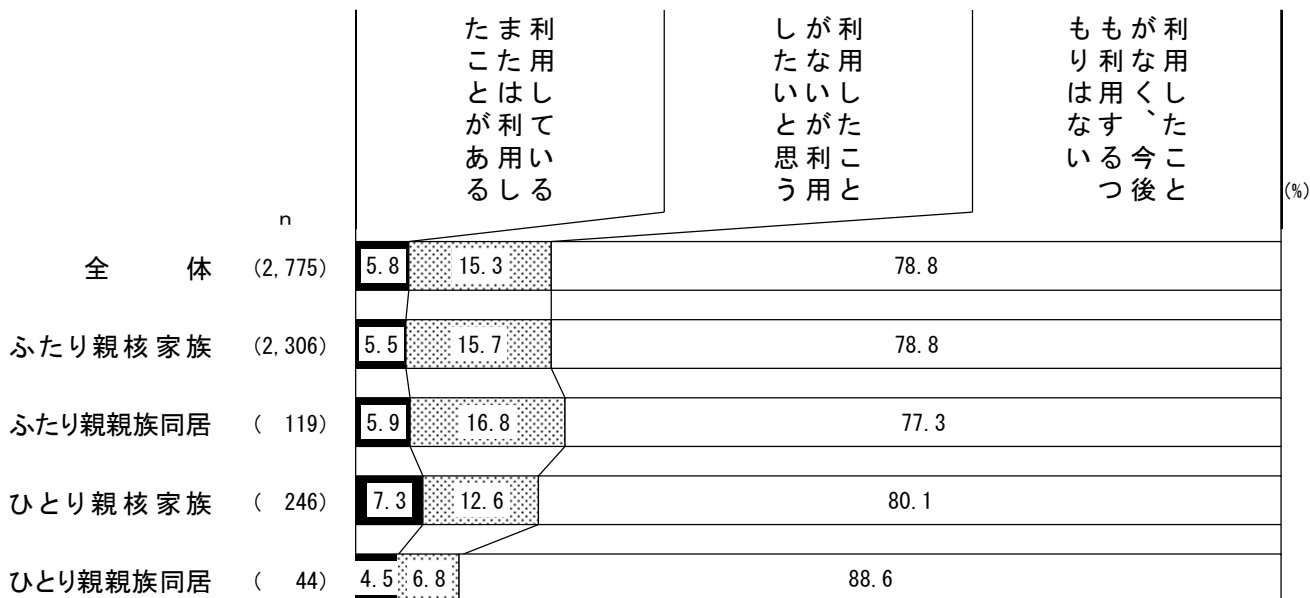 利用している
または利用し
たことがある
利用したこと
がないが利用
したいと思う
利用したこと
がなく、今後
も利用するつ
もりはない
(%)
n
全 体 (2,775) 5.8 15.3 78.8
ふたり親核家族 (2,306) 5.5 15.7 78.8
ふたり親親族同居 ( 119) 5.9 16.8 77.3
ひとり親核家族 ( 246) 7.3 12.6 80.1
ひとり親親族同居 ( 44) 4.5 6.8 88.6